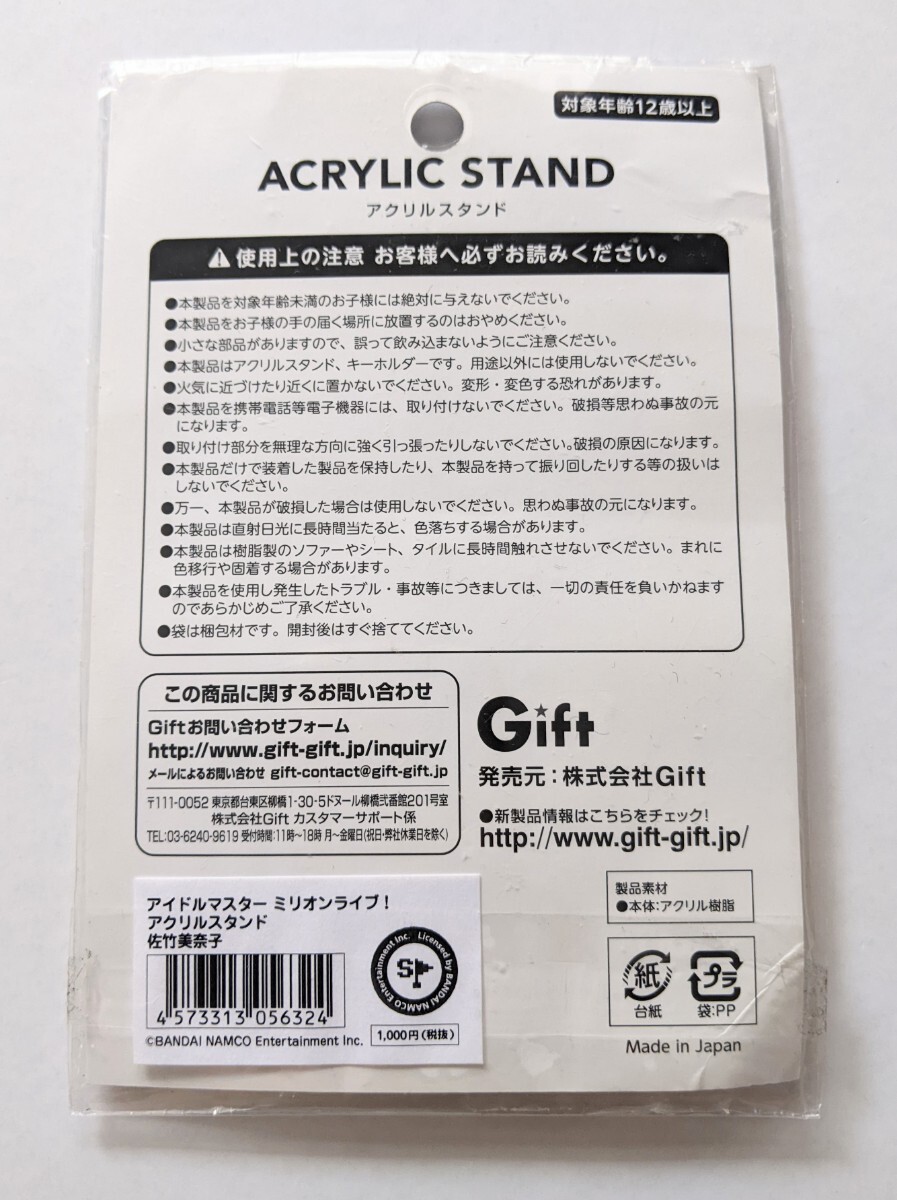 対象年齢12歳以上
ACRYLIC STAND
アクリルスタンド
使用上の注意 お客様へ必ずお読みください。
●本製品を対象年齢未満のお子様には絶対に与えないでください。
●本製品をお子様の手の届く場所に放置するのはおやめください。
●小さな部品がありますので、誤って飲み込まないようにご注意ください。
●本製品はアクリルスタンド、キーホルダーです。用途以外には使用しないでください。
●火気に近づけたり近くに置かないでください。変形・変色する恐れがあります。
●本製品を携帯電話等電子機器には、取り付けないでください。破損等思わぬ事故の元
になります。
●取り付け部分を無理な方向に強く引っ張ったりしないでください。破損の原因になります。
●本製品だけで装着した製品を保持したり、本製品を持って振り回したりする等の扱いは
しないでください。
●万一、本製品が破損した場合は使用しないでください。思わぬ事故の元になります。
●本製品は直射日光に長時間当たると、色落ちする場合があります。
●本製品は樹脂製のソファーやシート、タイルに長時間触れさせないでください。まれに
色移行や固着する場合があります。
●本製品を使用し発生したトラブル・事故等につきましては、一切の責任を負いかねます
のであらかじめご了承ください。
●袋は梱包材です。開封後はすぐ捨ててください。
この商品に関するお問い合わせ
Giftお問い合わせフォーム
http://www.gift-gift.jp/inquiry/
メールによるお問い合わせ gift-contact@gift-gift.jp
〒111-0052 東京都台東区柳橋1-30-5ドヌール柳橋弐番館201号室
株式会社Gift カスタマーサポート係
TEL:03-6240-9619 受付時間:11時〜18時 月〜金曜日(祝日・弊社休業日を除く)
Gift
発売元：株式会社Gift
●新製品情報はこちらをチェック!
http://www.gift-gift.jp/
製品素材
●本体：アクリル樹脂
アイドルマスター ミリオンライブ！
アクリルスタンド
佐竹美奈子
4 573313 056324
©BANDAI NAMCO Entertainment Inc.
Licensed by BANDAI NAMCO Entertainment Inc.
SP
1,000円（税抜）
紙
台紙
プラ
袋：PP
Made in Japan